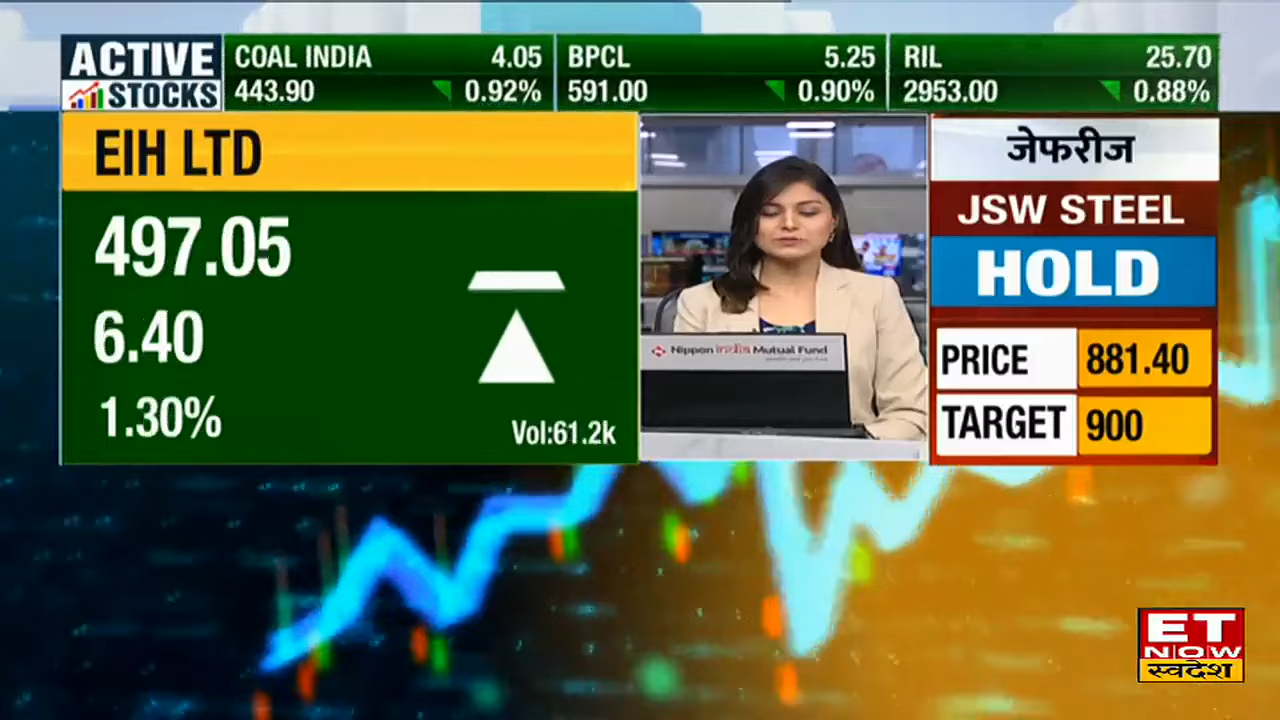 ACTIVE STOCKS
COAL INDIA 4.05
443.90 0.92%
BPCL 5.25
591.00 0.90%
RIL 25.70
2953.00 0.88%
EIH LTD
497.05
6.40
1.30%
Vol:61.2k
Nippon india Mutual Fund
जेफरीज
JSW STEEL
HOLD
PRICE 881.40
TARGET 900
ET
NOW
स्वदेश